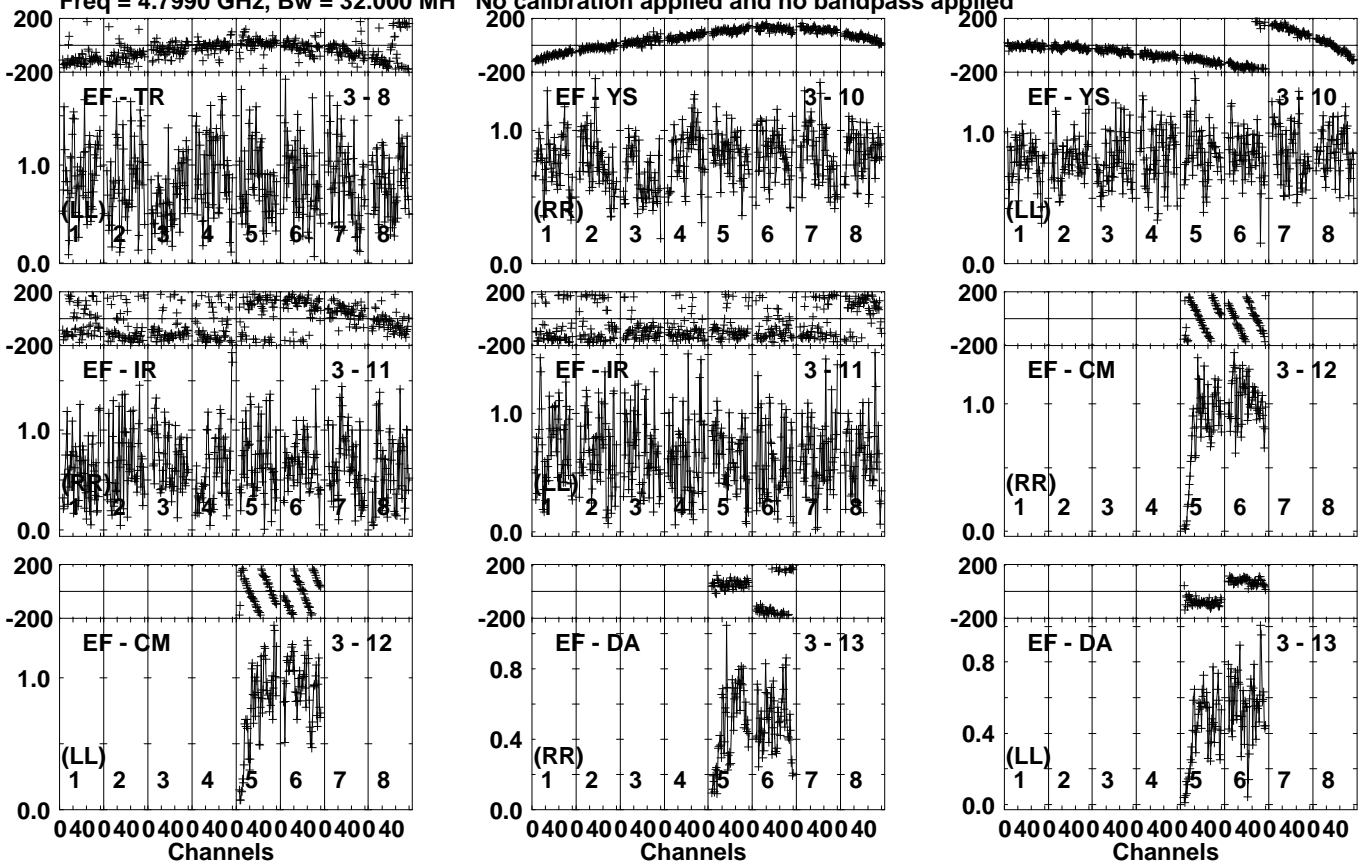 Freq = 4.7990 GHz, Bw = 32.000 MH No calibration applied and no bandpass applied
200
-200
EF - TR 3 - 8
1.0
(LL)
1 2 3 4 5 6 7 8
0.0
200
-200
EF - YS 3 - 10
1.0
(RR)
1 2 3 4 5 6 7 8
0.0
200
-200
EF - YS 3 - 10
1.0
(LL)
1 2 3 4 5 6 7 8
0.0
200
-200
EF - IR 3 - 11
1.0
(RR)
1 2 3 4 5 6 7 8
0.0
200
-200
EF - IR 3 - 11
1.0
(LL)
1 2 3 4 5 6 7 8
0.0
200
-200
EF - CM 3 - 12
1.0
(RR)
1 2 3 4 5 6 7 8
0.0
200
-200
EF - CM 3 - 12
1.0
(LL)
1 2 3 4 5 6 7 8
0.0
0 40 0 40 0 40 0 40 0 40 0 40 0 40 0 40
Channels
200
-200
EF - DA 3 - 13
0.8
0.4
(RR)
1 2 3 4 5 6 7 8
0.0
0 40 0 40 0 40 0 40 0 40 0 40 0 40 0 40
Channels
200
-200
EF - DA 3 - 13
0.8
0.4
(LL)
1 2 3 4 5 6 7 8
0.0
0 40 0 40 0 40 0 40 0 40 0 40 0 40 0 40
Channels